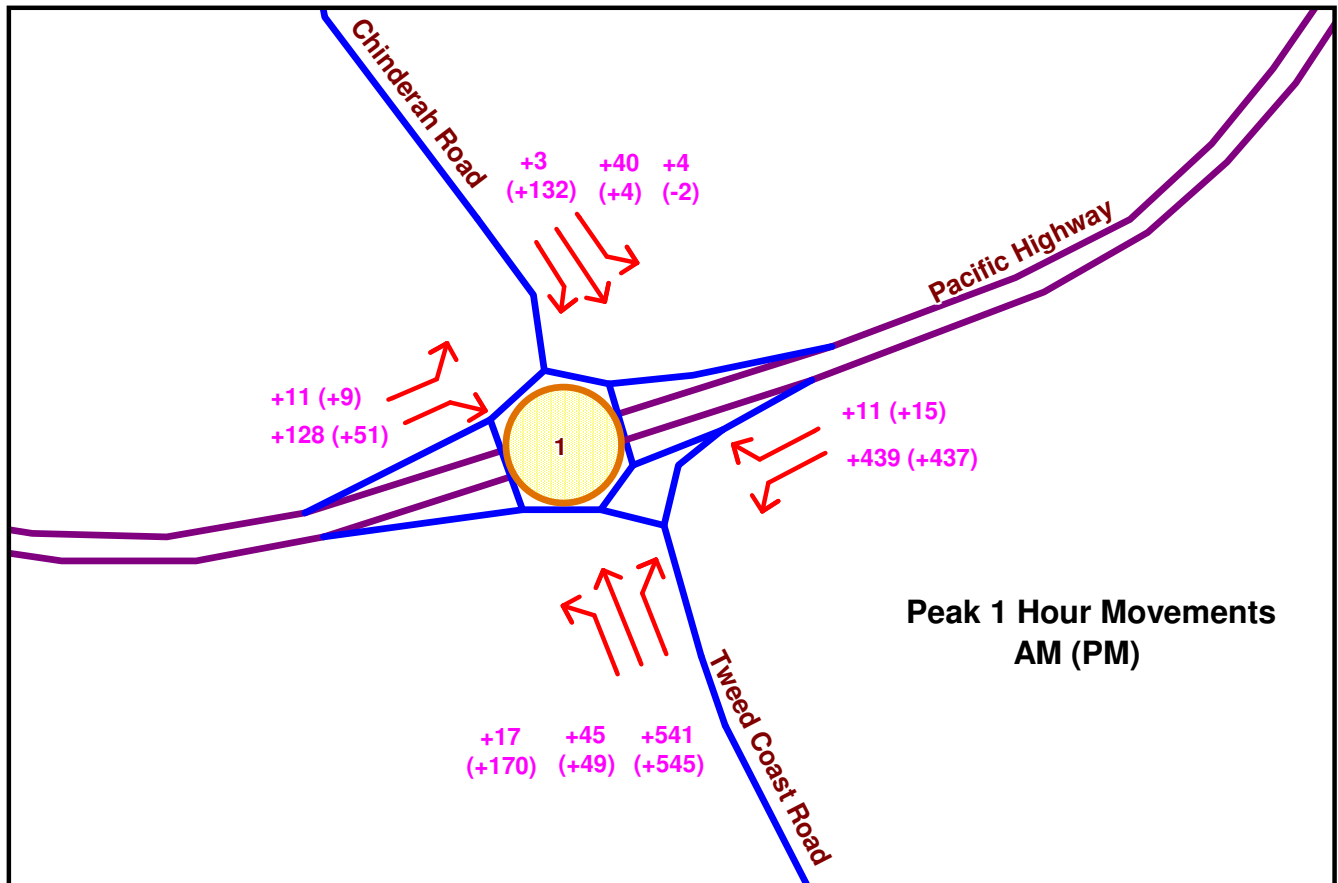 Chinderah Road
+3 +40 +4
(+132) (+4) (-2)
Pacific Highway
+11 (+9)
+128 (+51)
1
+11 (+15)
+439 (+437)
Peak 1 Hour Movements
AM (PM)
+17 +45 +541
(+170) (+49) (+545)
Tweed Coast Road